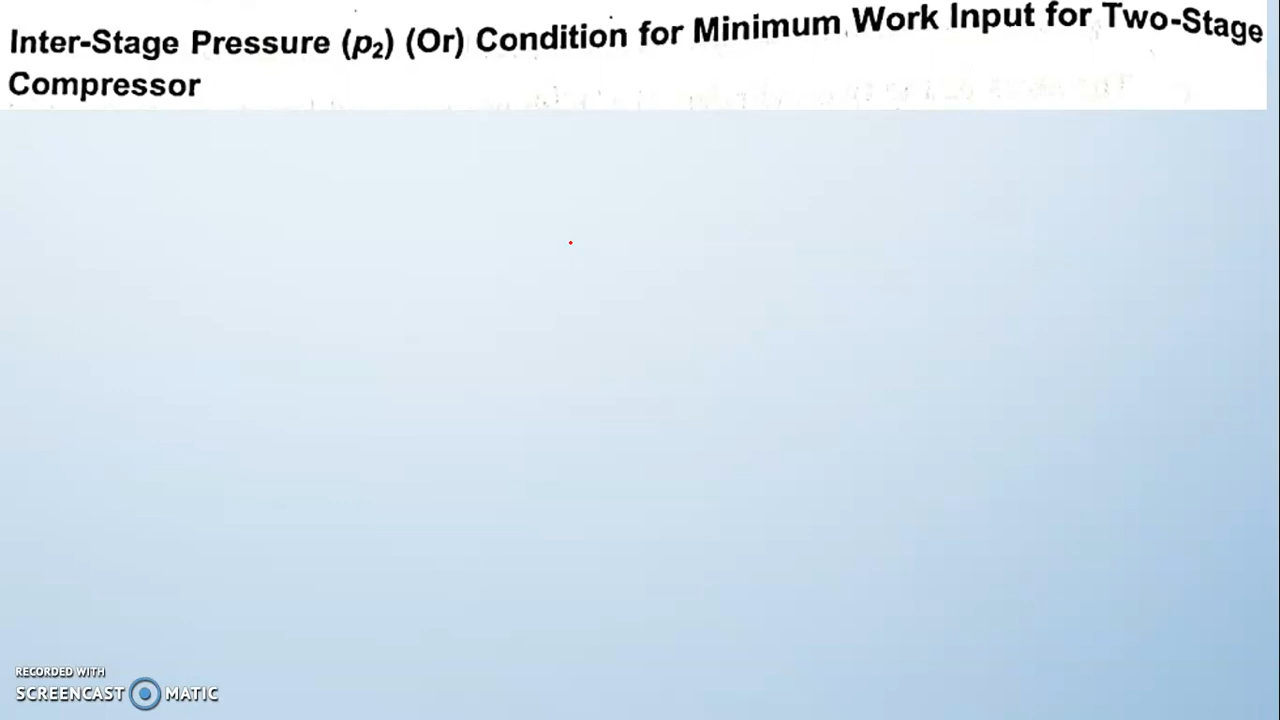 Inter-Stage Pressure (p₂) (Or) Condition for Minimum Work Input for Two-Stage
Compressor
RECORDED WITH
SCREENCAST MATIC